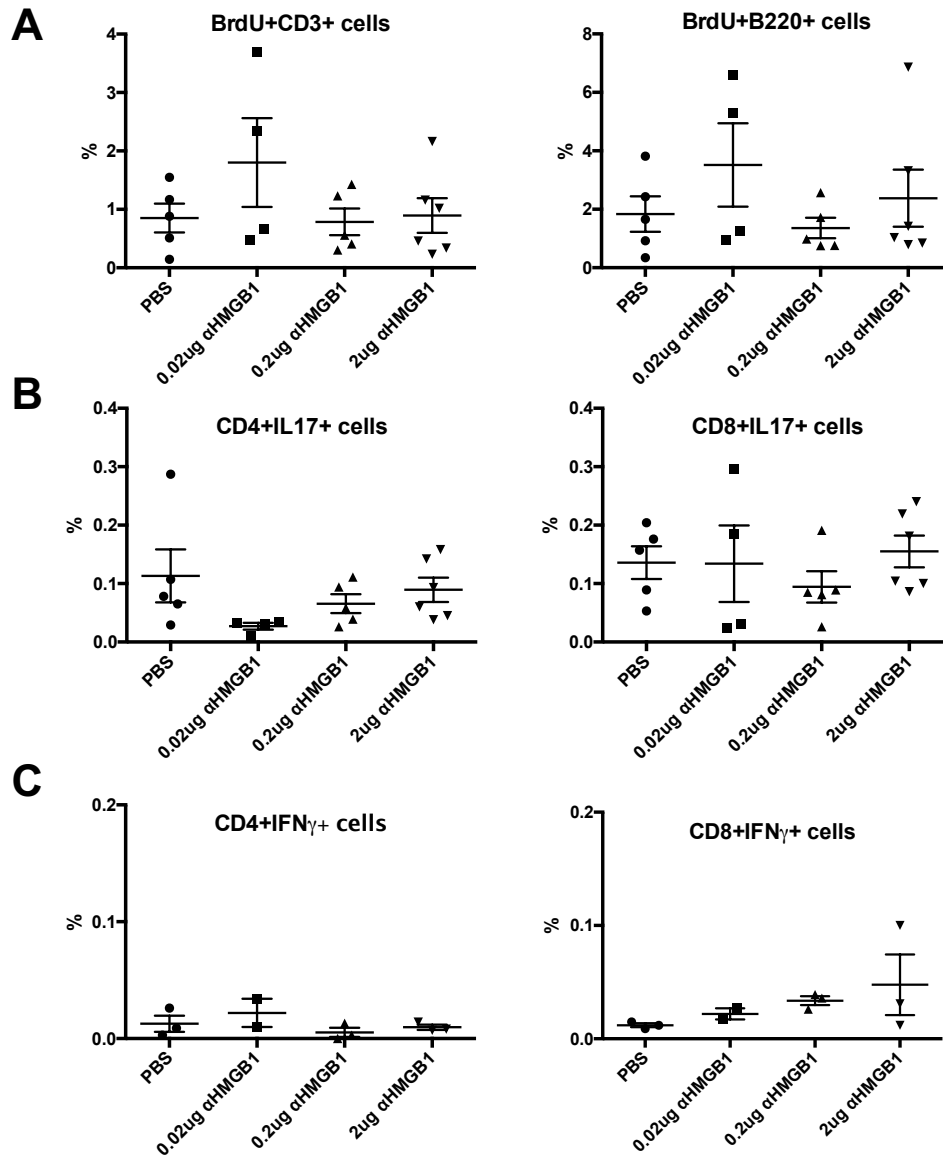 A
BrdU+CD3+ cells
BrdU+B220+ cells
4
3
2
1
0
%
8
6
4
2
0
%
PBS
0.02ug αHMGB1
0.2ug αHMGB1
2ug αHMGB1
PBS
0.02ug αHMGB1
0.2ug αHMGB1
2ug αHMGB1
B
CD4+IL17+ cells
CD8+IL17+ cells
0.4
0.3
0.2
0.1
0.0
%
0.4
0.3
0.2
0.1
0.0
%
PBS
0.02ug αHMGB1
0.2ug αHMGB1
2ug αHMGB1
PBS
0.02ug αHMGB1
0.2ug αHMGB1
2ug αHMGB1
C
CD4+IFNγ+ cells
CD8+IFNγ+ cells
0.2
0.1
0.0
%
0.2
0.1
0.0
%
PBS
0.02ug αHMGB1
0.2ug αHMGB1
2ug αHMGB1
PBS
0.02ug αHMGB1
0.2ug αHMGB1
2ug αHMGB1